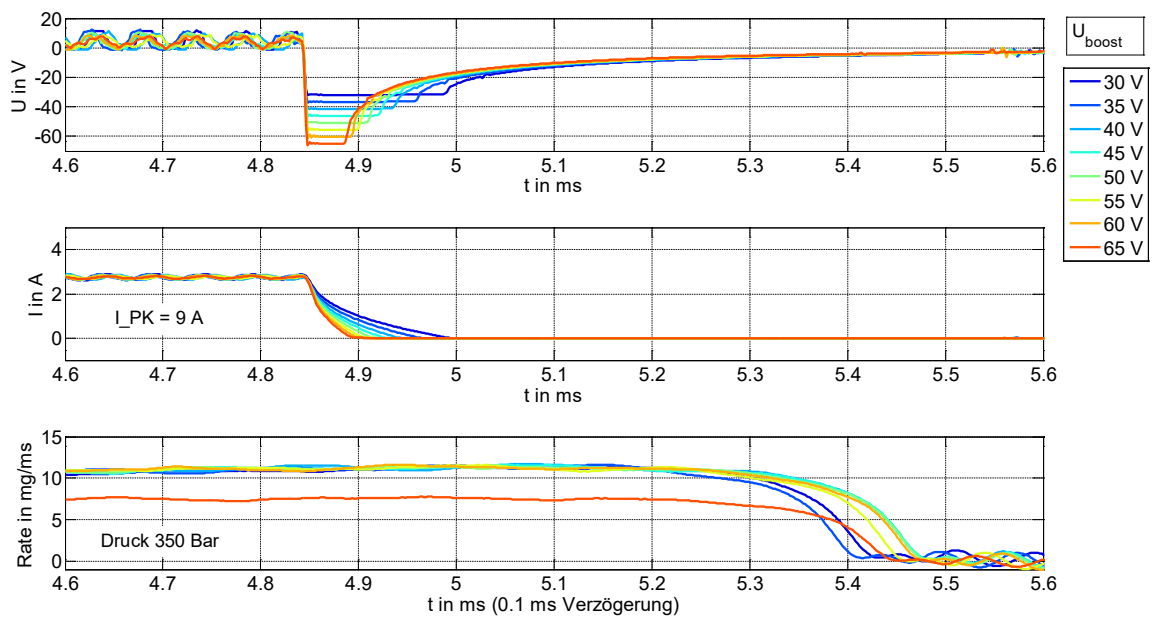 20
0
-20
-40
-60
U in V
4.6 4.7 4.8 4.9 5 5.1 5.2 5.3 5.4 5.5 5.6
t in ms
U_boost
30 V
35 V
40 V
45 V
50 V
55 V
60 V
65 V
4
2
0
I in A
I_PK = 9 A
4.6 4.7 4.8 4.9 5 5.1 5.2 5.3 5.4 5.5 5.6
t in ms
15
10
5
0
Rate in mg/ms
Druck 350 Bar
4.6 4.7 4.8 4.9 5 5.1 5.2 5.3 5.4 5.5 5.6
t in ms (0.1 ms Verzögerung)